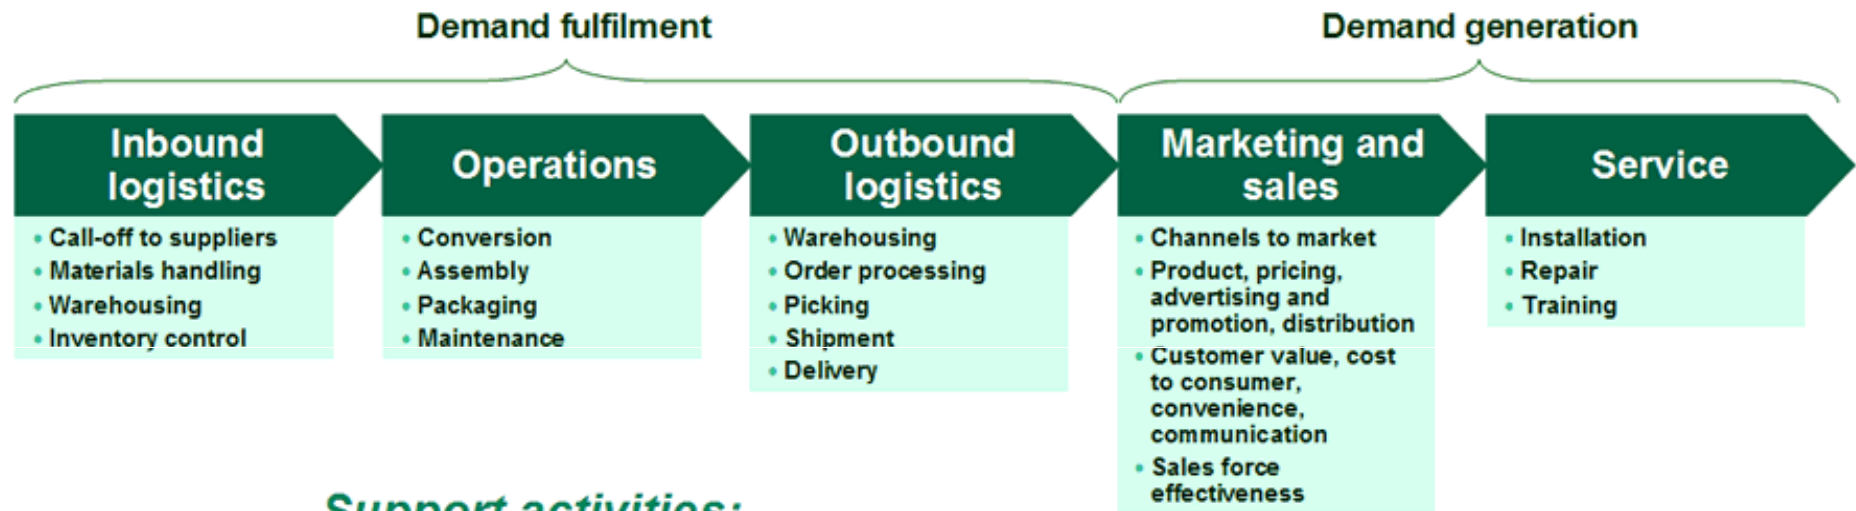 Demand fulfilment
Demand generation
Inbound
logistics
• Call-off to suppliers
• Materials handling
• Warehousing
• Inventory control
Operations
• Conversion
• Assembly
• Packaging
• Maintenance
Outbound
logistics
• Warehousing
• Order processing
• Picking
• Shipment
• Delivery
Marketing and
sales
• Channels to market
• Product, pricing,
advertising and
promotion, distribution
• Customer value, cost
to consumer,
convenience,
communication
• Sales force
effectiveness
Service
• Installation
• Repair
• Training
Support activities: